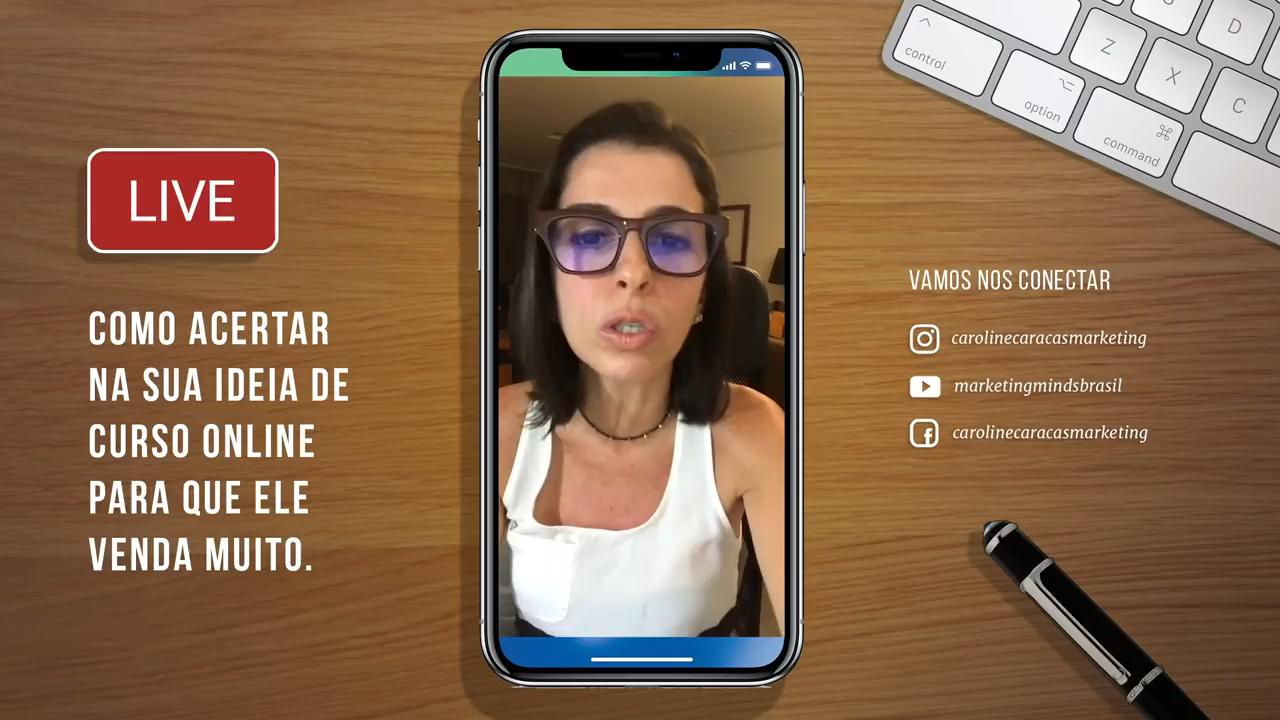 LIVE
COMO ACERTAR
NA SUA IDEIA DE
CURSO ONLINE
PARA QUE ELE
VENDA MUITO.
VAMOS NOS CONECTAR
carolinecaracasmarketing
marketingmindsbrasil
carolinecaracasmarketing
S
D
Z
X
C
control
option
command